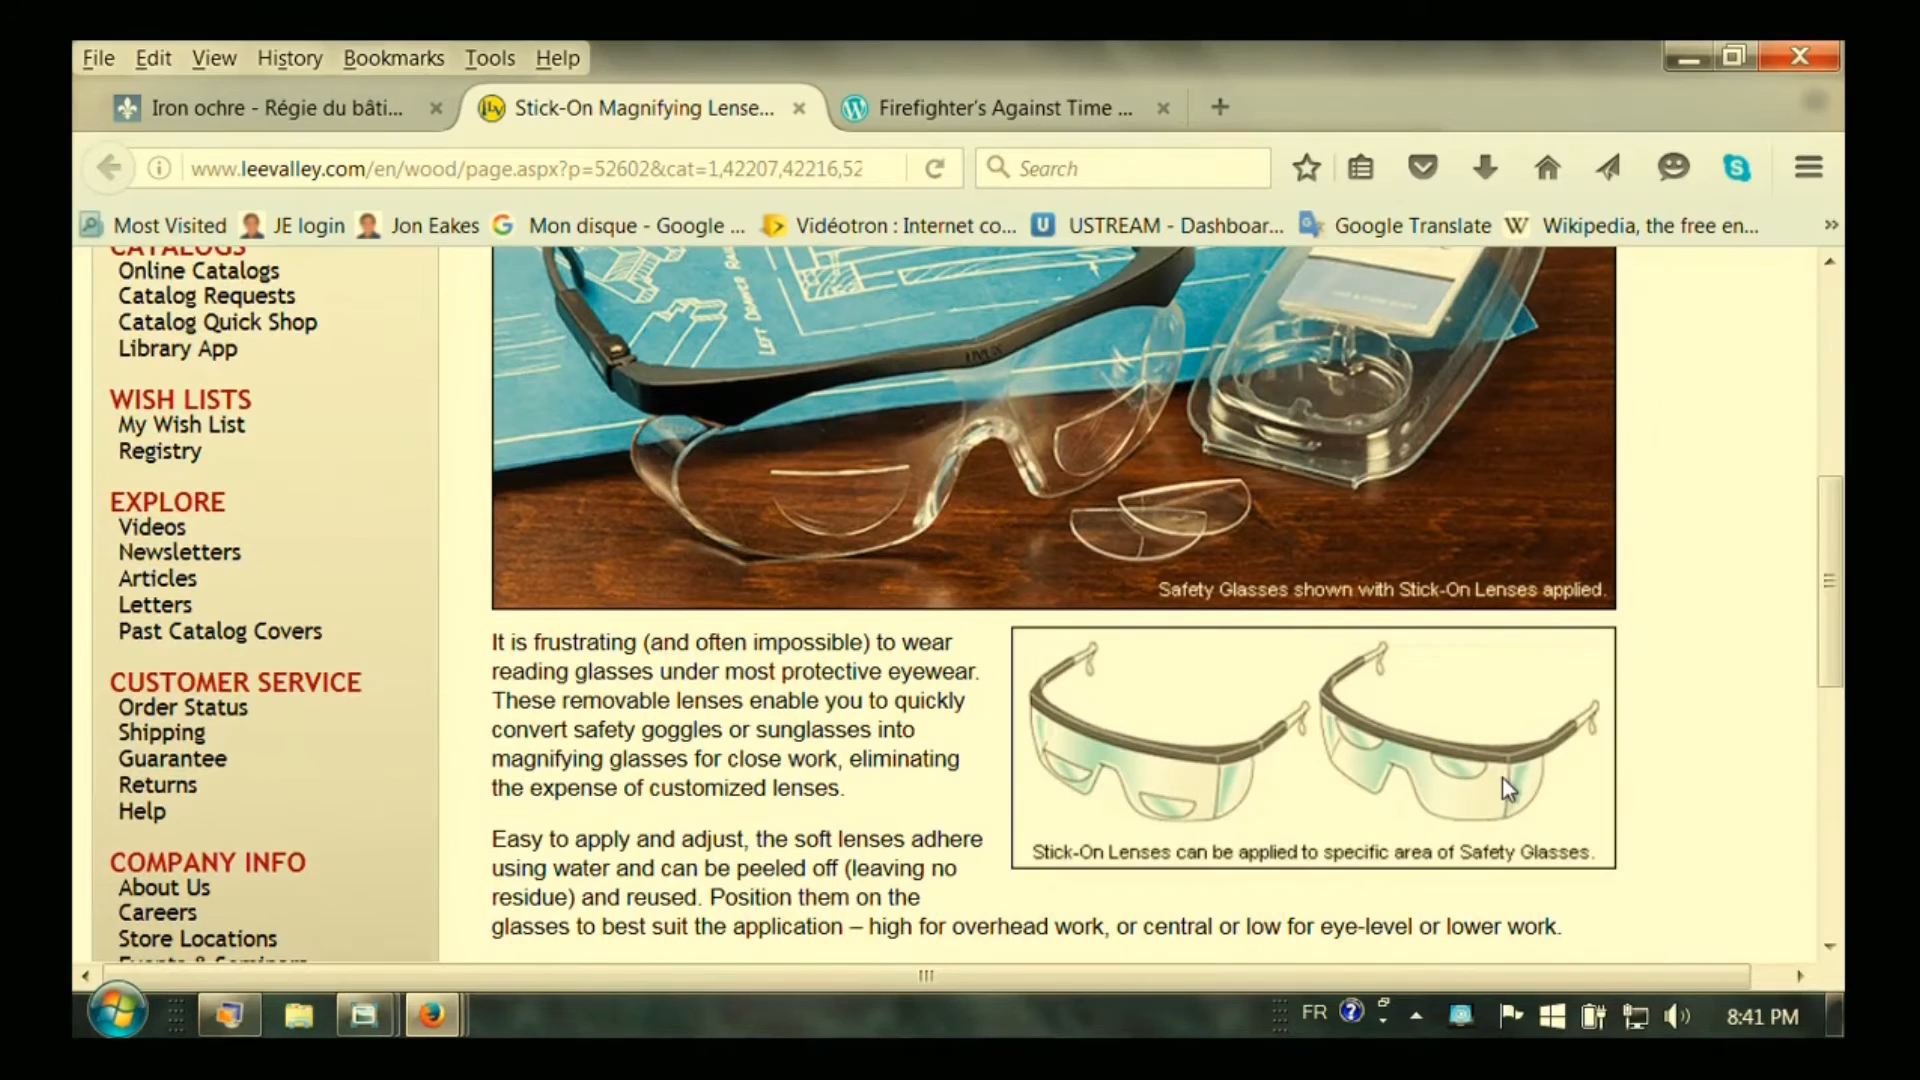 File Edit View History Bookmarks Tools Help
Iron ochre - Régie du bâti... Stick-On Magnifying Lense... Firefighter's Against Time ...
www.leevalley.com/en/wood/page.aspx?p=52602&cat=1,42207,42216,52 Search
Most Visited JE login Jon Eakes Mon disque - Google ... Vidéotron : Internet co... USTREAM - Dashboar... Google Translate Wikipedia, the free en...
CATALOGS
Online Catalogs
Catalog Requests
Catalog Quick Shop
Library App
WISH LISTS
My Wish List
Registry
EXPLORE
Videos
Newsletters
Articles
Letters
Past Catalog Covers
CUSTOMER SERVICE
Order Status
Shipping
Guarantee
Returns
Help
COMPANY INFO
About Us
Careers
Store Locations
Events & Seminars
LEFT DRAWER
Safety Glasses shown with Stick-On Lenses applied.
It is frustrating (and often impossible) to wear
reading glasses under most protective eyewear.
These removable lenses enable you to quickly
convert safety goggles or sunglasses into
magnifying glasses for close work, eliminating
the expense of customized lenses.
Stick-On Lenses can be applied to specific area of Safety Glasses.
Easy to apply and adjust, the soft lenses adhere
using water and can be peeled off (leaving no
residue) and reused. Position them on the
glasses to best suit the application – high for overhead work, or central or low for eye-level or lower work.
FR 8:41 PM